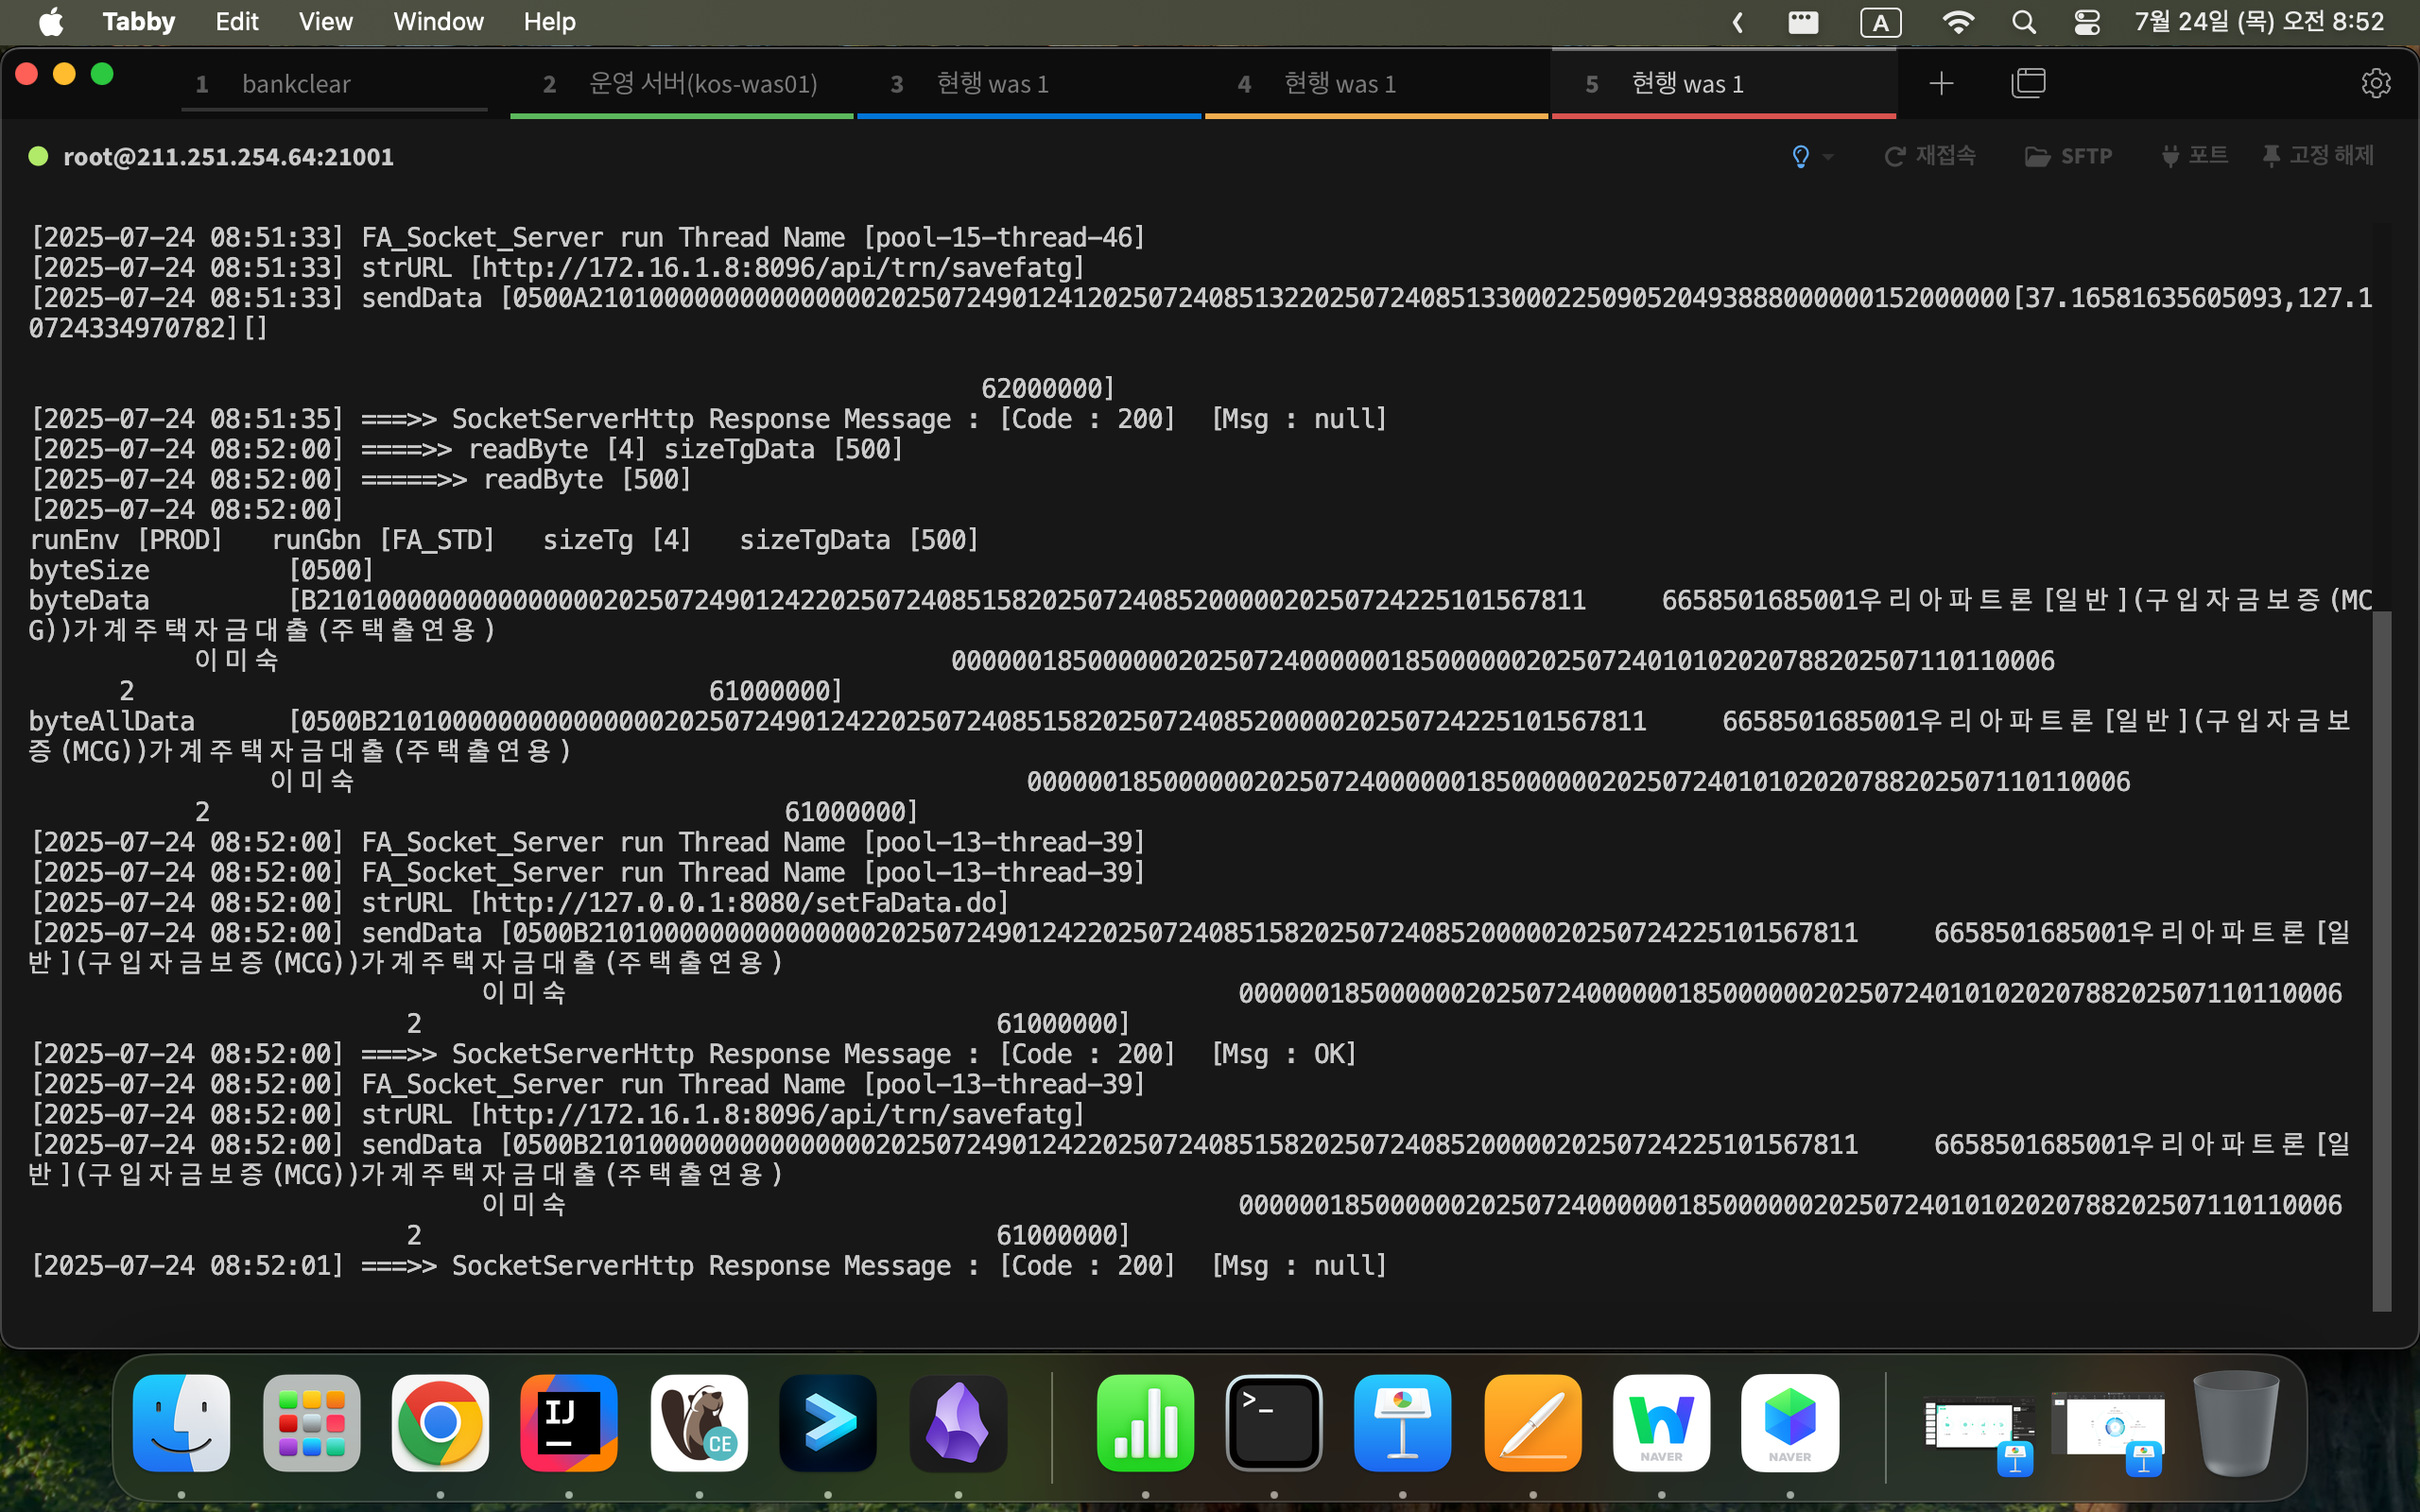 Tabby Edit View Window Help A 7월 24일 (목) 오전 8:52
1 bankclear 2 운영 서버(kos-was01) 3 현행 was 1 4 현행 was 1 5 현행 was 1
root@211.251.254.64:21001 재접속 SFTP 포트 고정 해제
[2025-07-24 08:51:33] FA_Socket_Server run Thread Name [pool-15-thread-46]
[2025-07-24 08:51:33] strURL [http://172.16.1.8:8096/api/trn/savefatg]
[2025-07-24 08:51:33] sendData [0500A21010000000000000020250724901241202507240851322025072408513300022509052049388800000015200000​0[37.16581635605093,127.1
0724334970782][]
62000000]
[2025-07-24 08:51:35] ===>> SocketServerHttp Response Message : [Code : 200] [Msg : null]
[2025-07-24 08:52:00] ====>> readByte [4] sizeTgData [500]
[2025-07-24 08:52:00] =====>> readByte [500]
[2025-07-24 08:52:00]
runEnv [PROD] runGbn [FA_STD] sizeTg [4] sizeTgData [500]
byteSize [0500]
byteData [B2101000000000000002025072490124220250724085158202507240852000002025072422510156781​1 6658501685001우리아파트론[일반](구입자금보증(MC
G))가계주택자금대출(주택출연용)
이미숙 0000001850000002025072400000018500000020250724010102020788202507110110006
2 61000000]
byteAllData [0500B21010000000000000020250724901242202507240851582025072408520000020250724225101567811 6658501685001우리아파트론[일반](구입자금보
증(MCG))가계주택자금대출(주택출연용)
이미숙 0000001850000002025072400000018500000020250724010102020788202507110110006
2 61000000]
[2025-07-24 08:52:00] FA_Socket_Server run Thread Name [pool-13-thread-39]
[2025-07-24 08:52:00] FA_Socket_Server run Thread Name [pool-13-thread-39]
[2025-07-24 08:52:00] strURL [http://127.0.0.1:8080/setFaData.do]
[2025-07-24 08:52:00] sendData [0500B21010000000000000020250724901242202507240851582025072408520000020250724225101567811 6658501685001우리아파트론[일
반](구입자금보증(MCG))가계주택자금대출(주택출연용)
이미숙 0000001850000002025072400000018500000020250724010102020788202507110110006
2 61000000]
[2025-07-24 08:52:00] ===>> SocketServerHttp Response Message : [Code : 200] [Msg : OK]
[2025-07-24 08:52:00] FA_Socket_Server run Thread Name [pool-13-thread-39]
[2025-07-24 08:52:00] strURL [http://172.16.1.8:8096/api/trn/savefatg]
[2025-07-24 08:52:00] sendData [0500B21010000000000000020250724901242202507240851582025072408520000020250724225101567811 6658501685001우리아파트론[일
반](구입자금보증(MCG))가계주택자금대출(주택출연용)
이미숙 0000001850000002025072400000018500000020250724010102020788202507110110006
2 61000000]
[2025-07-24 08:52:01] ===>> SocketServerHttp Response Message : [Code : 200] [Msg : null]
IJ CE >_ NAVER NAVER